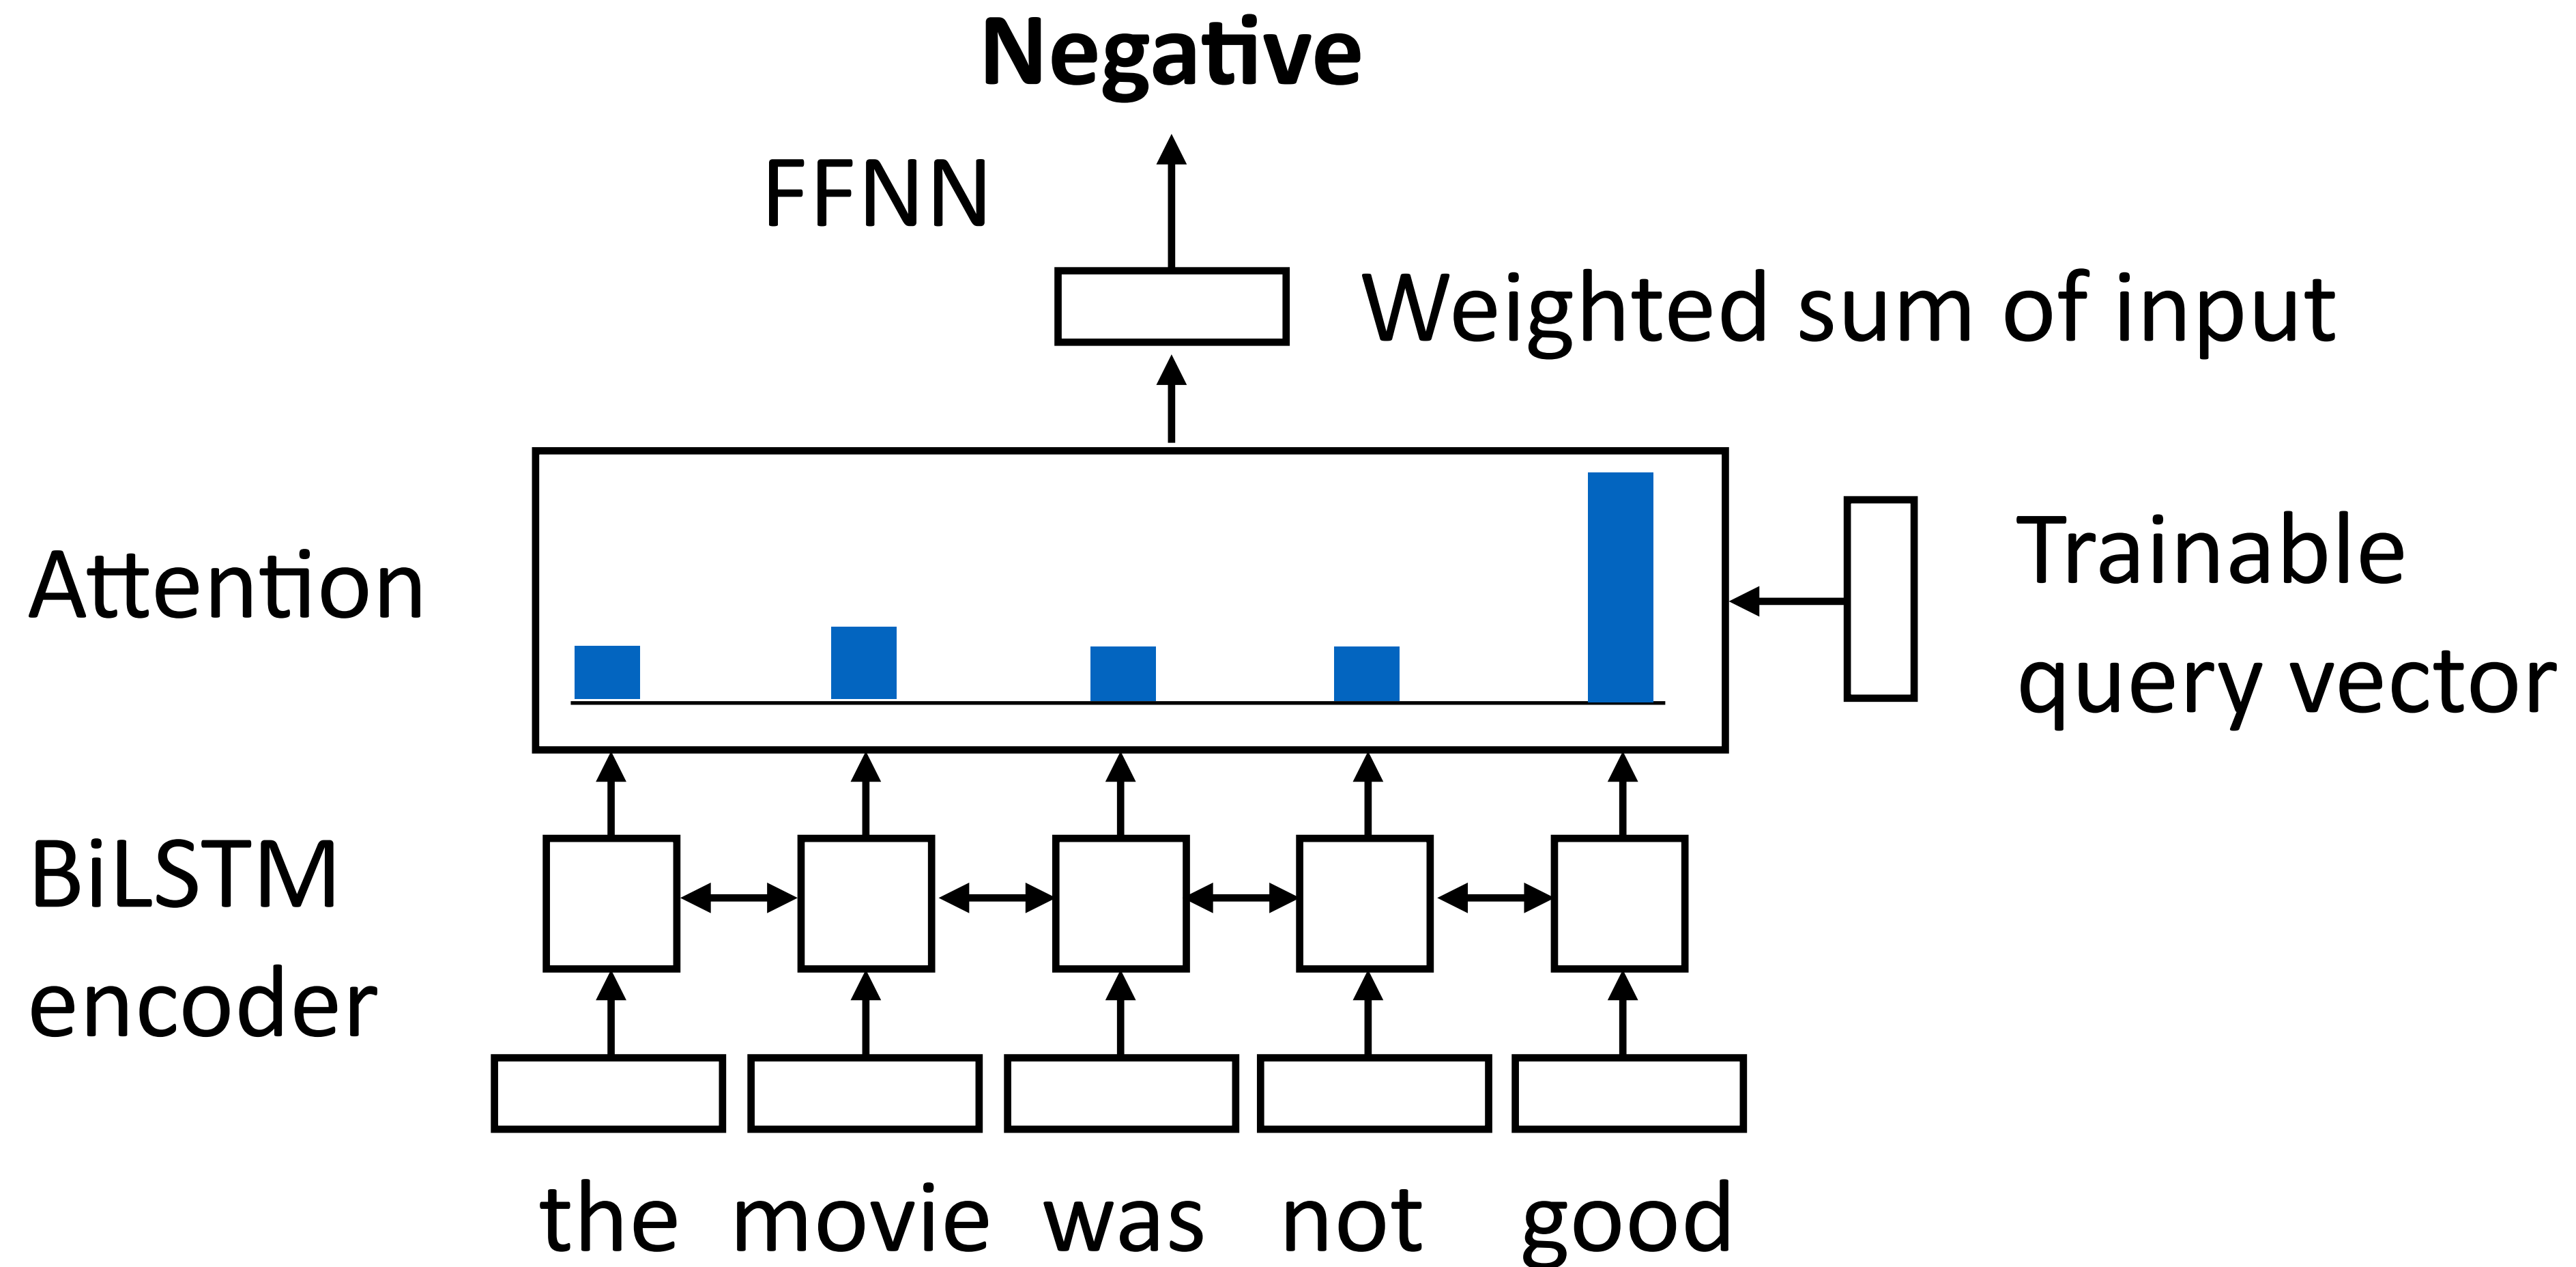 Negative
FFNN
Weighted sum of input
Attention
Trainable
query vector
BiLSTM
encoder
the movie was not good